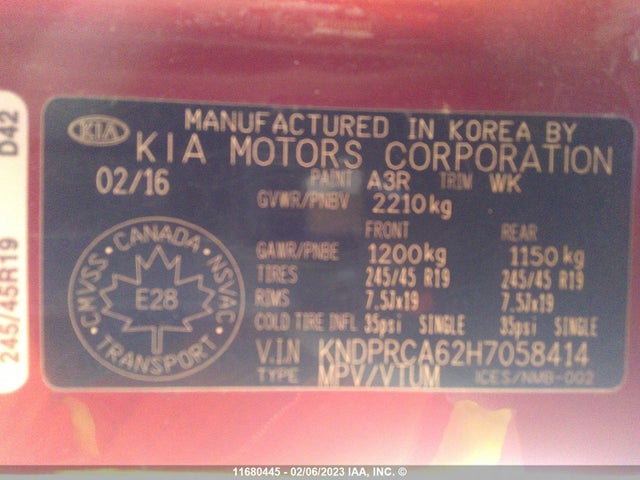 D42
245/45R19
KIA
MANUFACTURED IN KOREA BY
KIA MOTORS CORPORATION
02/16
PAINT A3R TRIM WK
GVWR/PNBV 2210kg
FRONT REAR
GAWR/PNBE 1200kg 1150kg
TIRES 245/45 R19 245/45 R19
RIMS 7.5Jx19 7.5Jx19
COLD TIRE INFL 35psi SINGLE 35psi SINGLE
V.I.N KNDPRCA62H7058414
TYPE MPV/VTUM ICES/NMB-002
CMVSS · CANADA · NSVAC
E28
TRANSPORT
11680445 - 02/06/2023 IAA, INC. ©